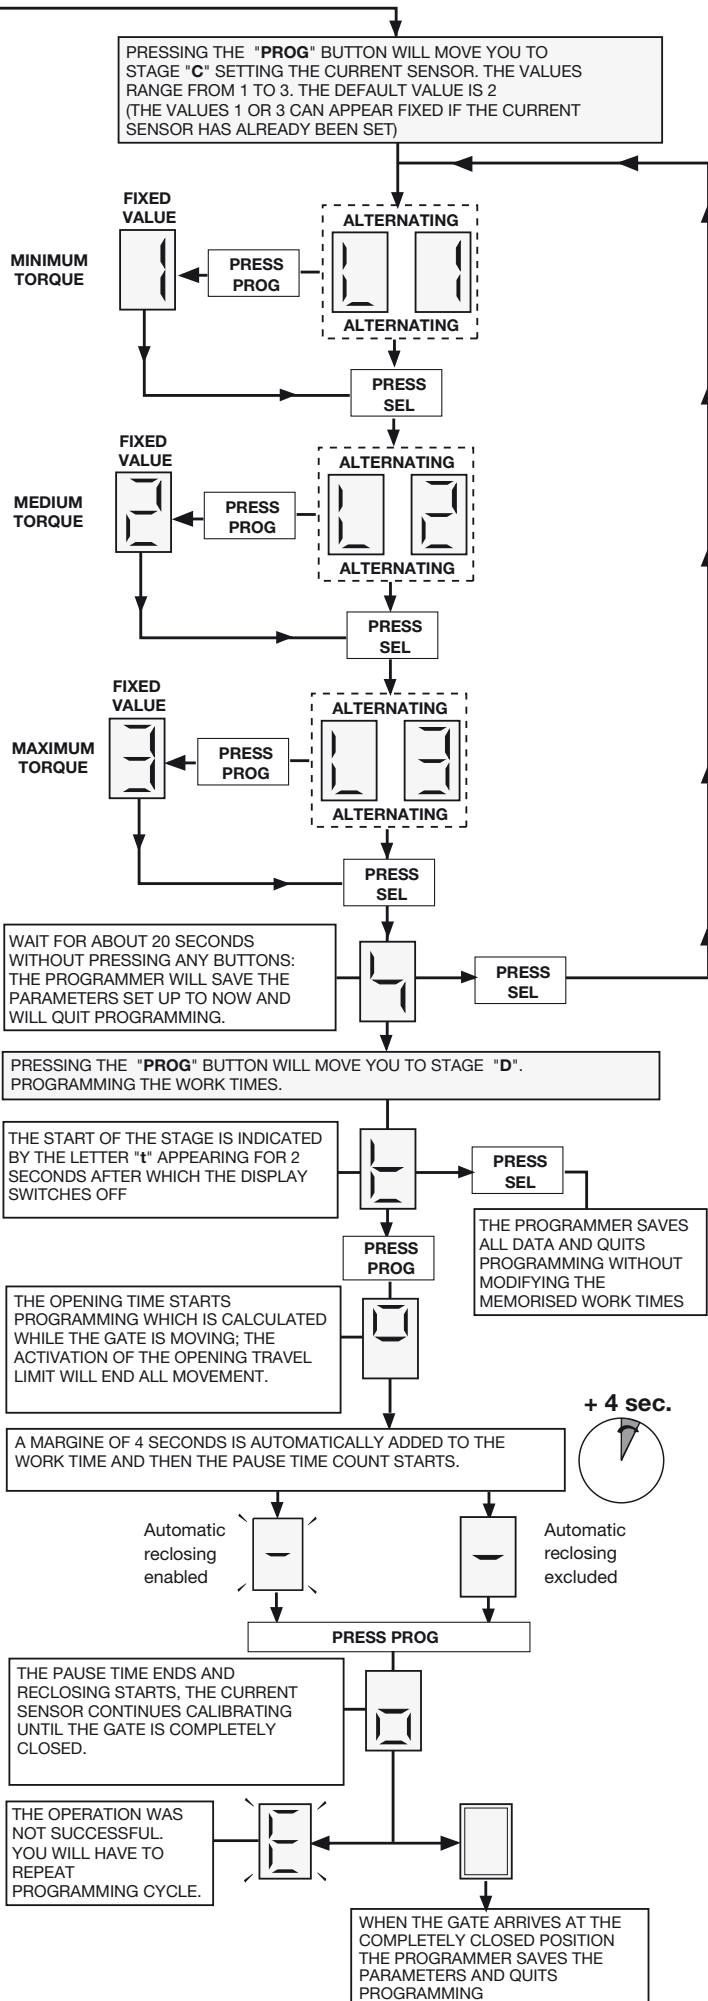 PRESSING THE "PROG" BUTTON WILL MOVE YOU TO
STAGE "C" SETTING THE CURRENT SENSOR. THE VALUES
RANGE FROM 1 TO 3. THE DEFAULT VALUE IS 2
(THE VALUES 1 OR 3 CAN APPEAR FIXED IF THE CURRENT
SENSOR HAS ALREADY BEEN SET)
FIXED
VALUE
ALTERNATING
MINIMUM
TORQUE
1
PRESS
PROG
L 1
ALTERNATING
PRESS
SEL
FIXED
VALUE
ALTERNATING
MEDIUM
TORQUE
2
PRESS
PROG
L 2
ALTERNATING
PRESS
SEL
FIXED
VALUE
ALTERNATING
MAXIMUM
TORQUE
3
PRESS
PROG
L 3
ALTERNATING
PRESS
SEL
WAIT FOR ABOUT 20 SECONDS
WITHOUT PRESSING ANY BUTTONS:
THE PROGRAMMER WILL SAVE THE
PARAMETERS SET UP TO NOW AND
WILL QUIT PROGRAMMING.
4
PRESS
SEL
PRESSING THE "PROG" BUTTON WILL MOVE YOU TO STAGE "D".
PROGRAMMING THE WORK TIMES.
THE START OF THE STAGE IS INDICATED
BY THE LETTER "t" APPEARING FOR 2
SECONDS AFTER WHICH THE DISPLAY
SWITCHES OFF
t
PRESS
SEL
THE PROGRAMMER SAVES
ALL DATA AND QUITS
PROGRAMMING WITHOUT
MODIFYING THE
MEMORISED WORK TIMES
PRESS
PROG
THE OPENING TIME STARTS
PROGRAMMING WHICH IS CALCULATED
WHILE THE GATE IS MOVING; THE
ACTIVATION OF THE OPENING TRAVEL
LIMIT WILL END ALL MOVEMENT.
o
+ 4 sec.
A MARGINE OF 4 SECONDS IS AUTOMATICALLY ADDED TO THE
WORK TIME AND THEN THE PAUSE TIME COUNT STARTS.
Automatic
reclosing
enabled
-
-
Automatic
reclosing
excluded
PRESS PROG
THE PAUSE TIME ENDS AND
RECLOSING STARTS, THE CURRENT
SENSOR CONTINUES CALIBRATING
UNTIL THE GATE IS COMPLETELY
CLOSED.
o
THE OPERATION WAS
NOT SUCCESSFUL.
YOU WILL HAVE TO
REPEAT
PROGRAMMING CYCLE.
E
WHEN THE GATE ARRIVES AT THE
COMPLETELY CLOSED POSITION
THE PROGRAMMER SAVES THE
PARAMETERS AND QUITS
PROGRAMMING